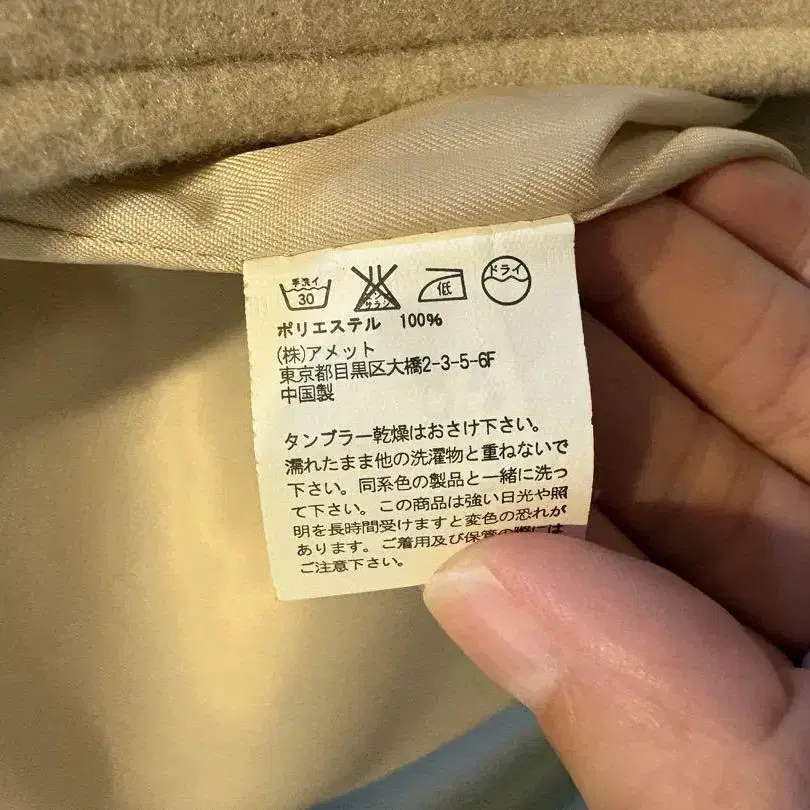 手洗イ
30
エンソ
サラシ
低
ドライ
ポリエステル 100%
(株)アメット
東京都目黒区大橋2-3-5-6F
中国製
タンブラー乾燥はおさけ下さい。
濡れたまま他の洗濯物と重ねないで
下さい。同系色の製品と一緒に洗っ
て下さい。この商品は強い日光や照
明を長時間受けますと変色の恐れが
あります。ご着用及び保管の際には
ご注意下さい。